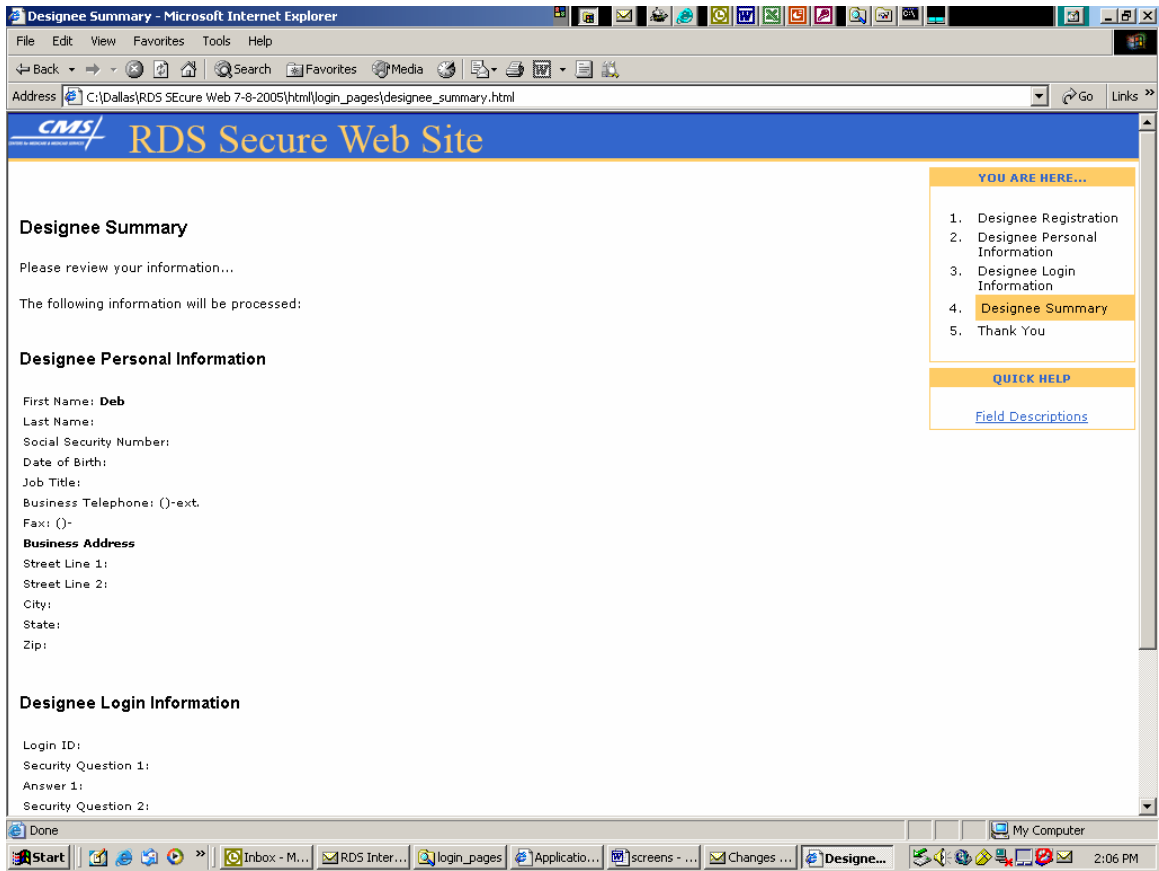 Designee Summary - Microsoft Internet Explorer
File Edit View Favorites Tools Help
Back Search Favorites Media
Address C:\Dallas\RDS SEcure Web 7-8-2005\html\login_pages\designee_summary.html Go Links »
CMS/
RDS Secure Web Site
YOU ARE HERE...
1. Designee Registration
2. Designee Personal
Information
3. Designee Login
Information
4. Designee Summary
5. Thank You
QUICK HELP
Field Descriptions
Designee Summary
Please review your information...
The following information will be processed:
Designee Personal Information
First Name: Deb
Last Name:
Social Security Number:
Date of Birth:
Job Title:
Business Telephone: ()-ext.
Fax: ()-
Business Address
Street Line 1:
Street Line 2:
City:
State:
Zip:
Designee Login Information
Login ID:
Security Question 1:
Answer 1:
Security Question 2:
Done My Computer
Start » Inbox - M... RDS Inter... login_pages Applicatio... screens - ... Changes ... Designe... 2:06 PM